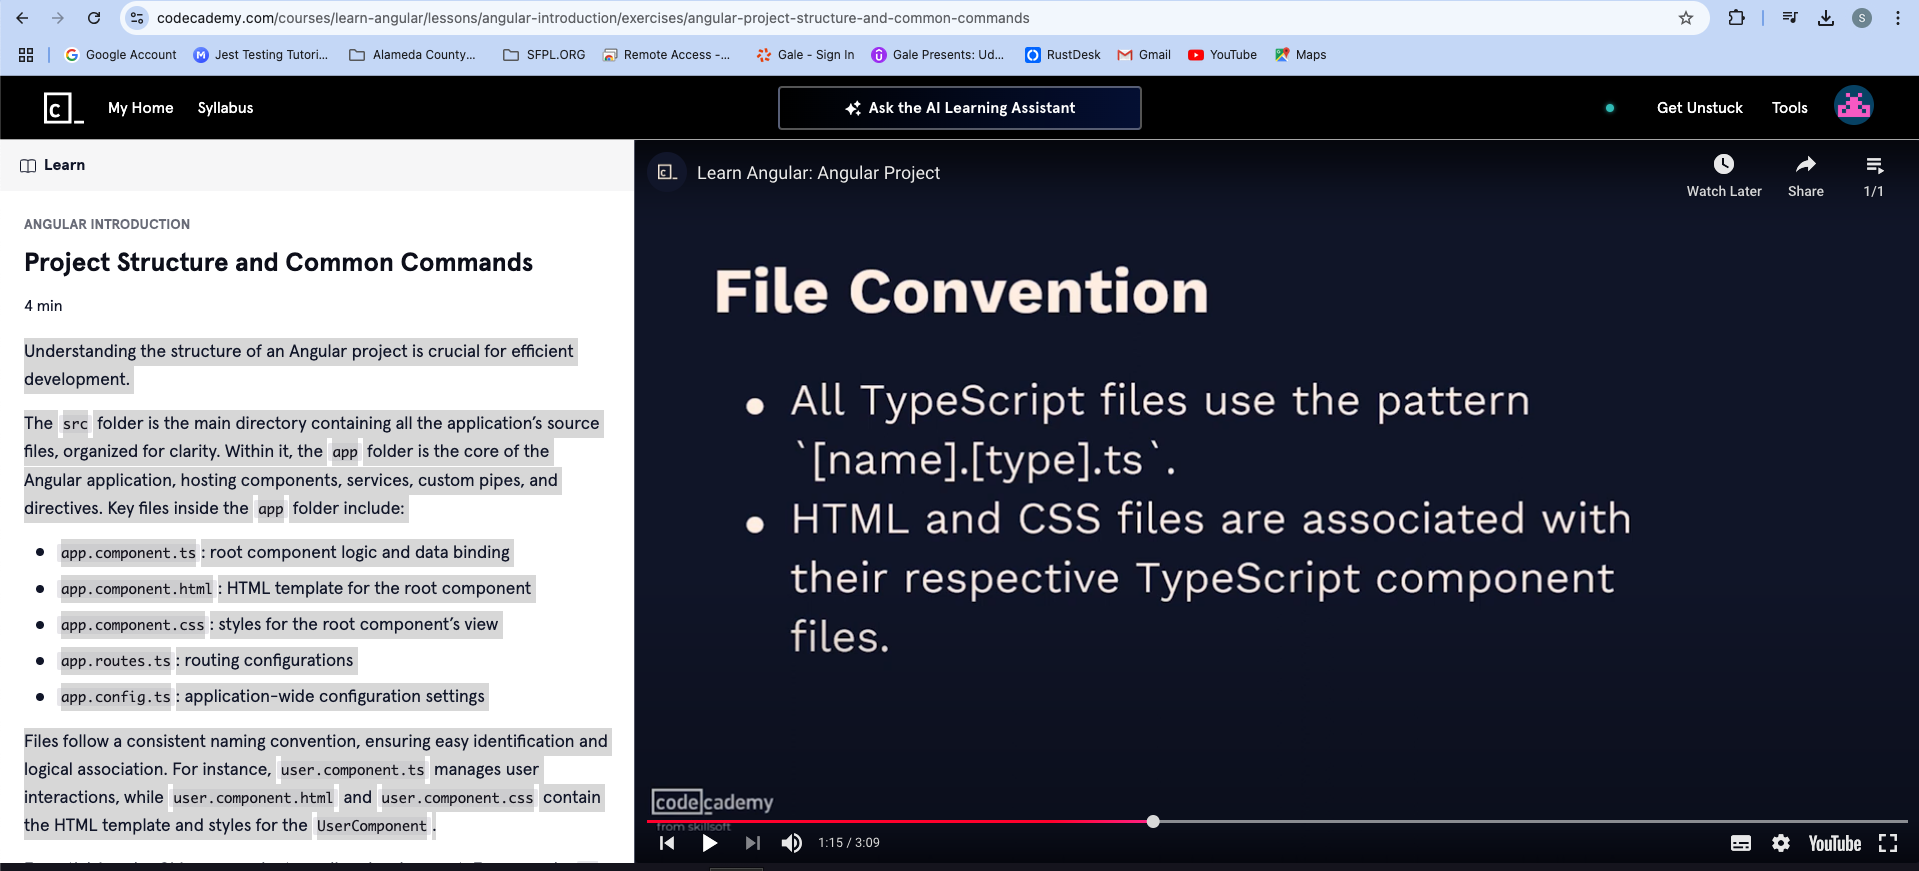 codecademy.com/courses/learn-angular/lessons/angular-introduction/exercises/angular-project-structure-and-common-commands
S
Google Account
Jest Testing Tutori...
Alameda County...
SFPL.ORG
Remote Access -...
Gale - Sign In
Gale Presents: Ud...
RustDesk
Gmail
YouTube
Maps
c
My Home
Syllabus
Ask the AI Learning Assistant
Get Unstuck
Tools
Learn
ANGULAR INTRODUCTION
Project Structure and Common Commands
4 min
Understanding the structure of an Angular project is crucial for efficient
development.
The src folder is the main directory containing all the application’s source
files, organized for clarity. Within it, the app folder is the core of the
Angular application, hosting components, services, custom pipes, and
directives. Key files inside the app folder include:
• app.component.ts : root component logic and data binding
• app.component.html : HTML template for the root component
• app.component.css : styles for the root component’s view
• app.routes.ts : routing configurations
• app.config.ts : application-wide configuration settings
Files follow a consistent naming convention, ensuring easy identification and
logical association. For instance, user.component.ts manages user
interactions, while user.component.html and user.component.css contain
the HTML template and styles for the UserComponent .
c
Learn Angular: Angular Project
Watch Later
Share
1/1
File Convention
• All TypeScript files use the pattern
`[name].[type].ts`.
• HTML and CSS files are associated with
their respective TypeScript component
files.
codecademy
from skillsoft
1:15 / 3:09
YouTube